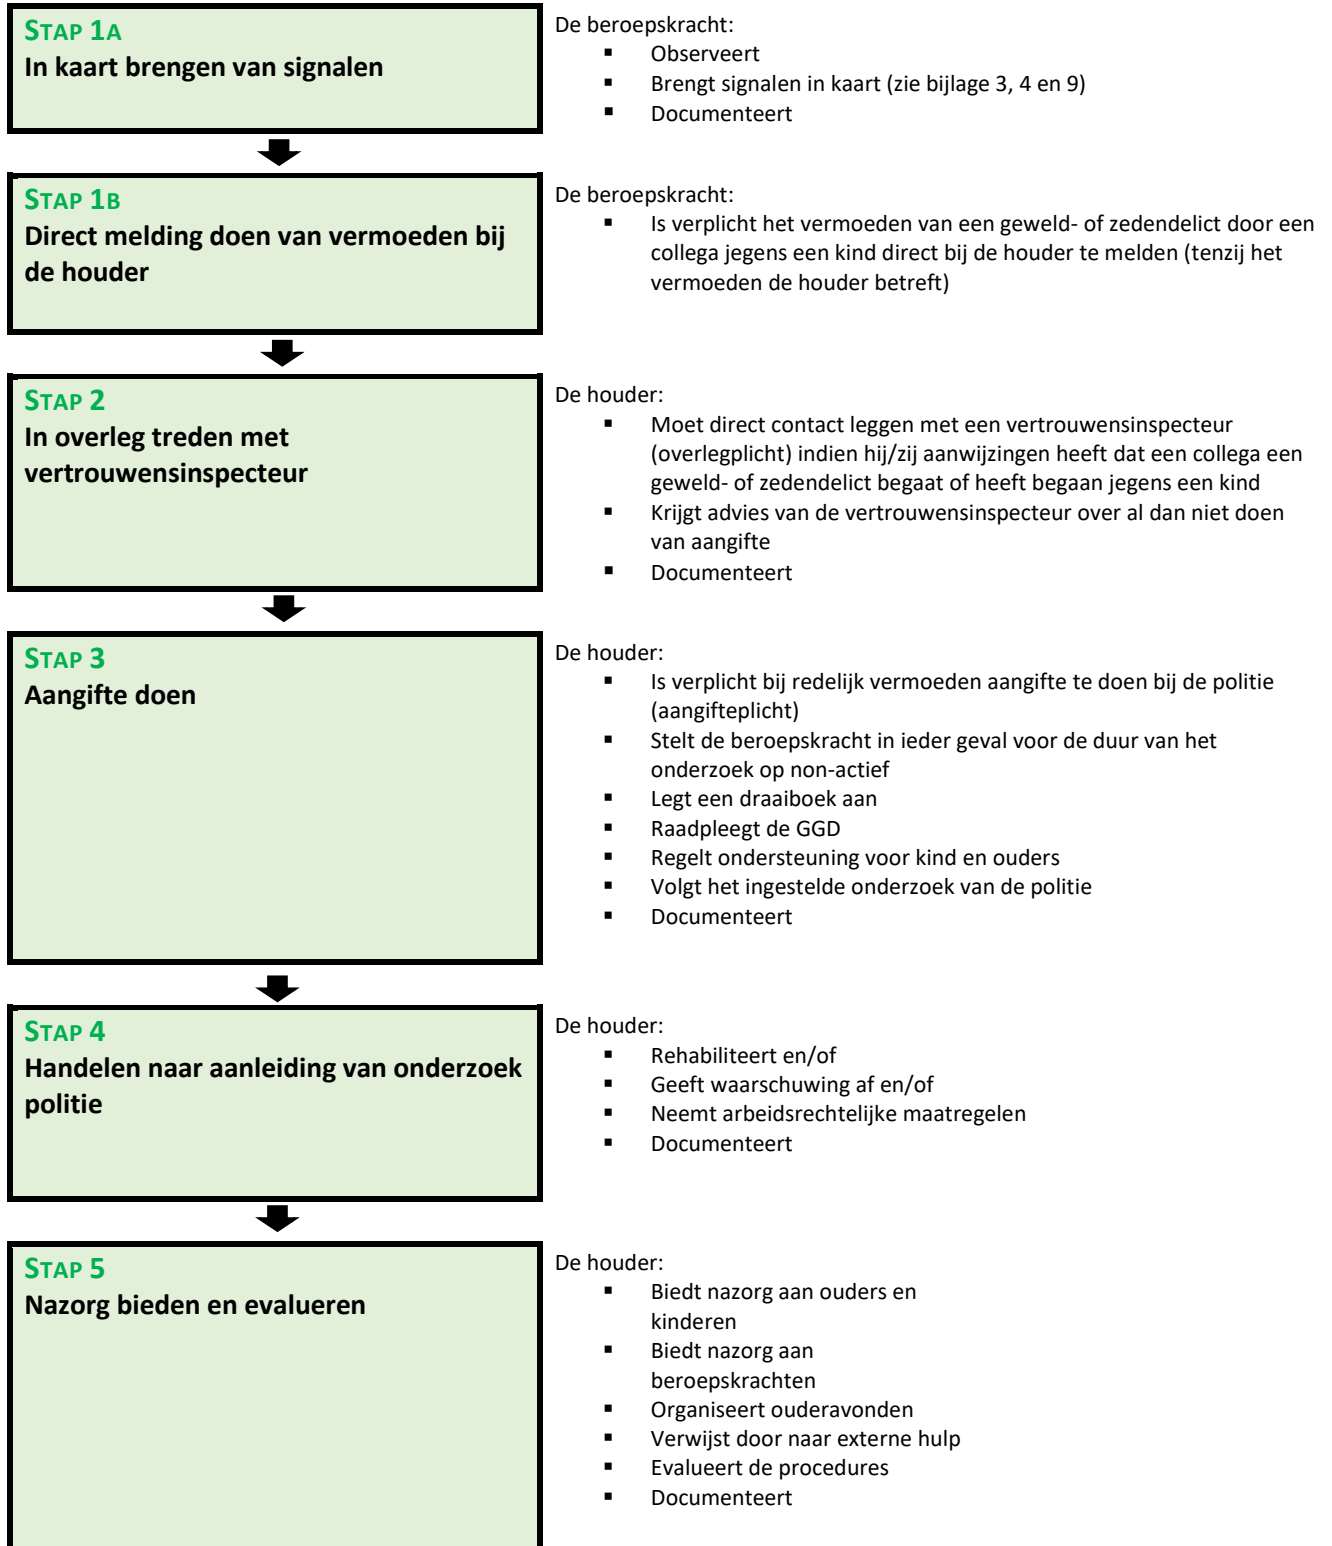 STAP 1A
In kaart brengen van signalen
De beroepskracht:
▪ Observeert
▪ Brengt signalen in kaart (zie bijlage 3, 4 en 9)
▪ Documenteert
STAP 1B
Direct melding doen van vermoeden bij
de houder
De beroepskracht:
▪ Is verplicht het vermoeden van een geweld- of zedendelict door een
collega jegens een kind direct bij de houder te melden (tenzij het
vermoeden de houder betreft)
STAP 2
In overleg treden met
vertrouwensinspecteur
De houder:
▪ Moet direct contact leggen met een vertrouwensinspecteur
(overlegplicht) indien hij/zij aanwijzingen heeft dat een collega een
geweld- of zedendelict begaat of heeft begaan jegens een kind
▪ Krijgt advies van de vertrouwensinspecteur over al dan niet doen
van aangifte
▪ Documenteert
STAP 3
Aangifte doen
De houder:
▪ Is verplicht bij redelijk vermoeden aangifte te doen bij de politie
(aangifteplicht)
▪ Stelt de beroepskracht in ieder geval voor de duur van het
onderzoek op non-actief
▪ Legt een draaiboek aan
▪ Raadpleegt de GGD
▪ Regelt ondersteuning voor kind en ouders
▪ Volgt het ingestelde onderzoek van de politie
▪ Documenteert
STAP 4
Handelen naar aanleiding van onderzoek
politie
De houder:
▪ Rehabiliteert en/of
▪ Geeft waarschuwing af en/of
▪ Neemt arbeidsrechtelijke maatregelen
▪ Documenteert
STAP 5
Nazorg bieden en evalueren
De houder:
▪ Biedt nazorg aan ouders en
kinderen
▪ Biedt nazorg aan
beroepskrachten
▪ Organiseert ouderavonden
▪ Verwijst door naar externe hulp
▪ Evalueert de procedures
▪ Documenteert